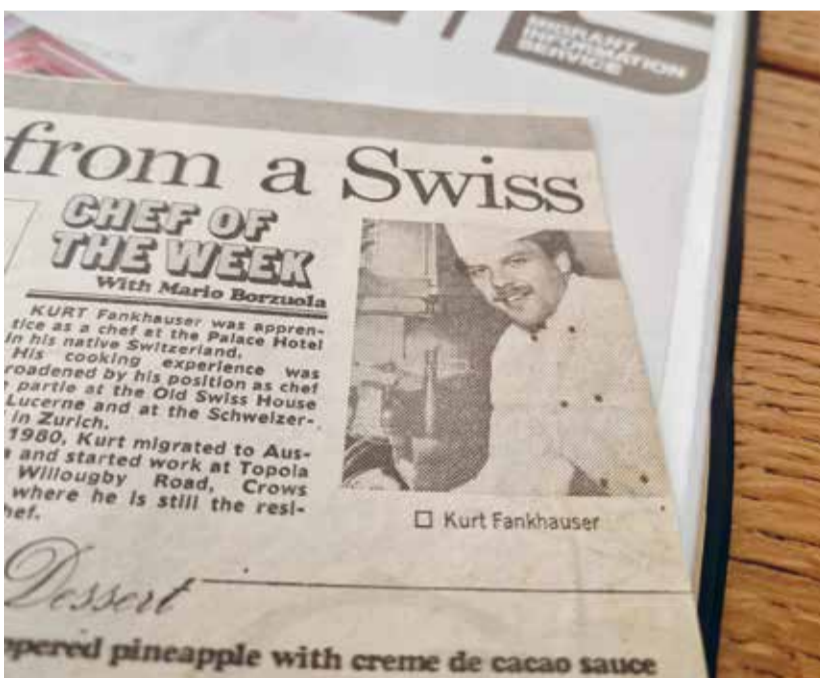 MIGRANT
INFORMATION
SERVICE
from a Swiss
CHEF OF
THE WEEK
With Mario Borzuola
KURT Fankhauser was appren-
tice as a chef at the Palace Hotel
in his native Switzerland.
His cooking experience was
roadened by his position as chef
partie at the Old Swiss House
Lucerne and at the Schweizer-
in Zurich.
1980, Kurt migrated to Aus-
a and started work at Topola
Willougby Road, Crows
where he is still the resi-
hef.
□ Kurt Fankhauser
Dessert
ppered pineapple with creme de cacao sauce